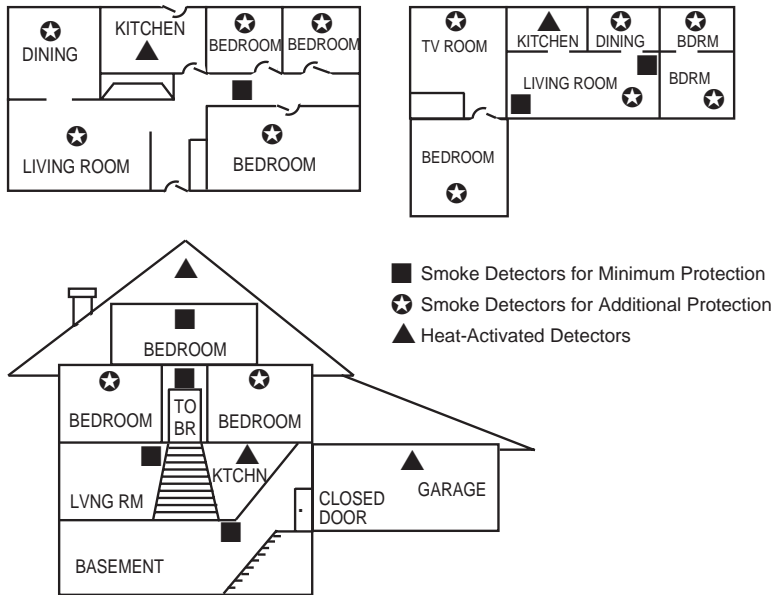 DINING
KITCHEN
BEDROOM
BEDROOM
LIVING ROOM
BEDROOM
TV ROOM
KITCHEN
DINING
BDRM
LIVING ROOM
BDRM
BEDROOM
Smoke Detectors for Minimum Protection
Smoke Detectors for Additional Protection
Heat-Activated Detectors
BEDROOM
BEDROOM
TO
BR
BEDROOM
LVNG RM
KTCHN
CLOSED
DOOR
GARAGE
BASEMENT